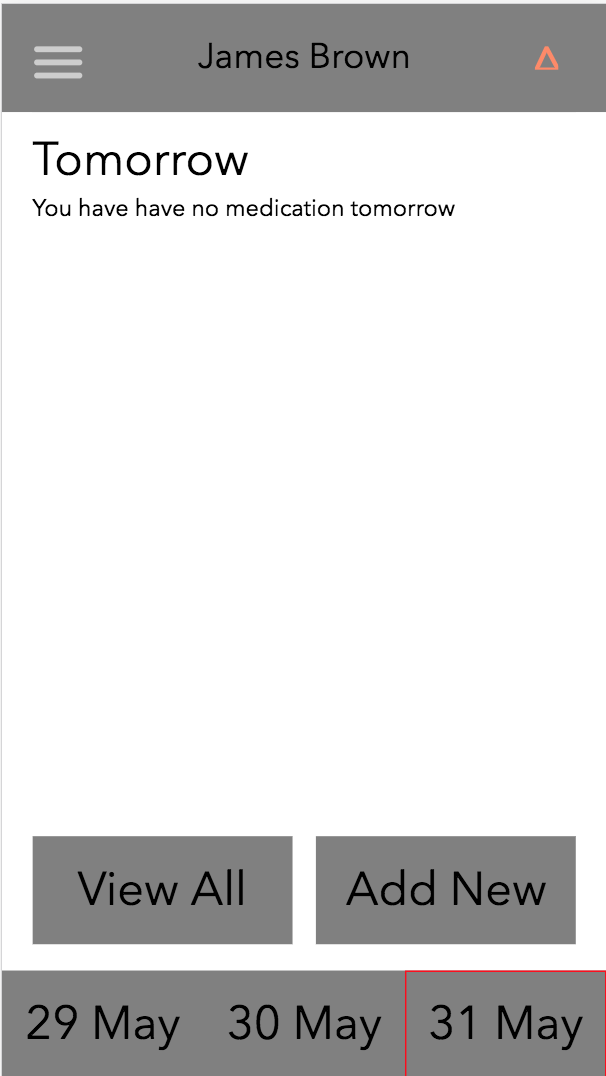 James Brown
Tomorrow
You have have no medication tomorrow
View All Add New
29 May 30 May 31 May